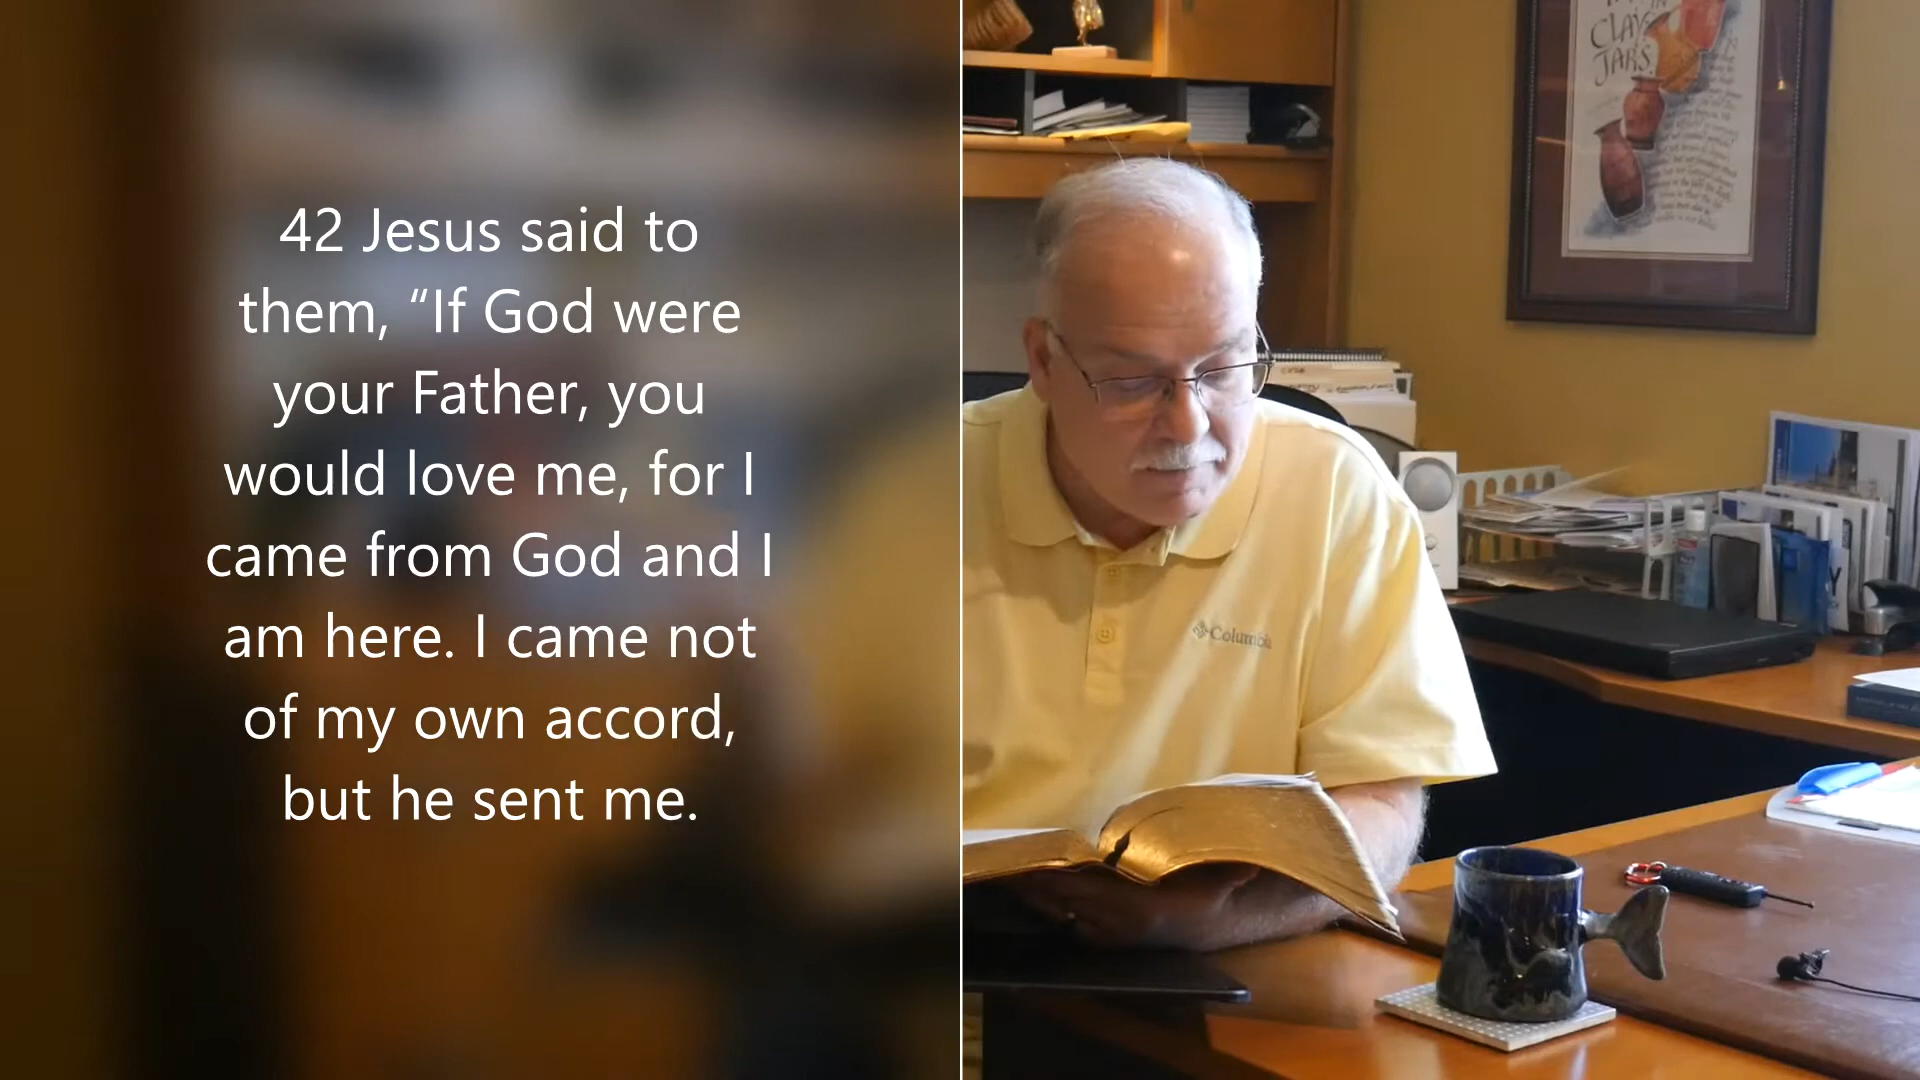 42 Jesus said to
them, “If God were
your Father, you
would love me, for I
came from God and I
am here. I came not
of my own accord,
but he sent me.
IN
CLAY
JARS
Columbia